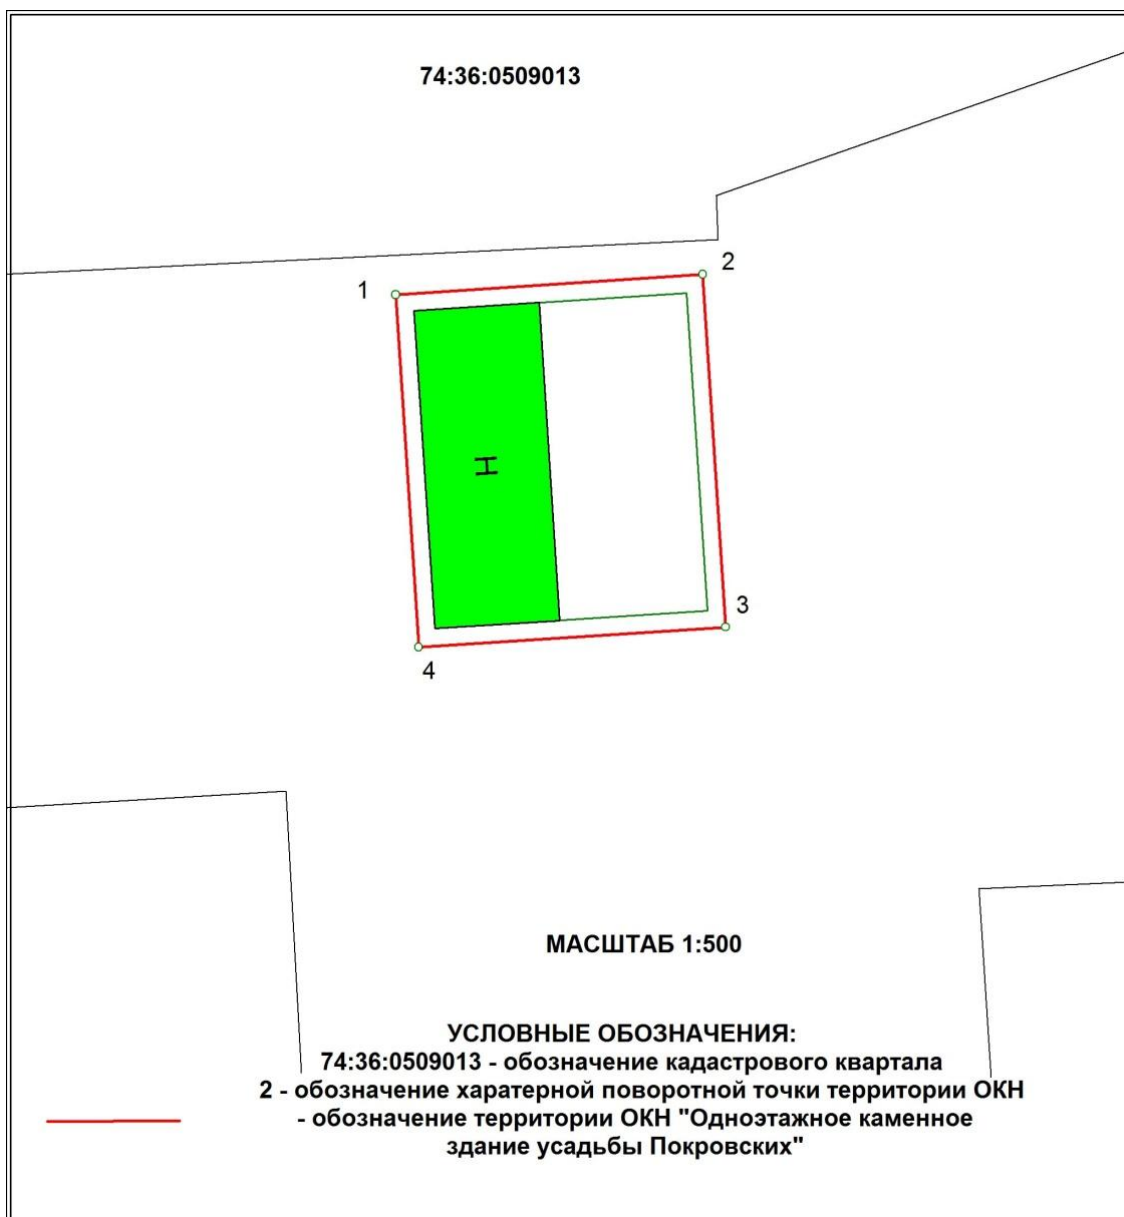 74:36:0509013
2
1
Н
3
4
МАСШТАБ 1:500
УСЛОВНЫЕ ОБОЗНАЧЕНИЯ:
74:36:0509013 - обозначение кадастрового квартала
2 - обозначение харатерной поворотной точки территории ОКН
- обозначение территории ОКН "Одноэтажное каменное
здание усадьбы Покровских"